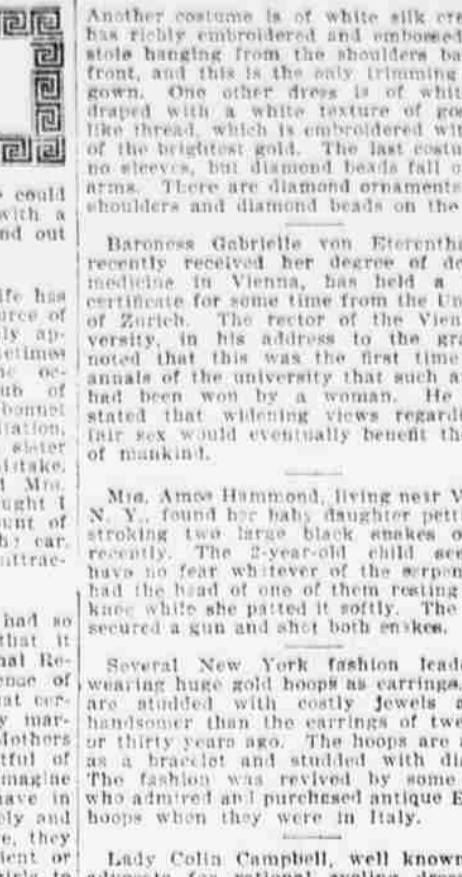 could
with a
nd out
ife has
urce of
ly ap-
etimes
oc-
ub of
bonnet
itation.
sister
istake.
Mrs.
ught I
unt of
car.
attrac-
had so
that it
nal Re-
ence of
at cer-
y mar-
Mothers
tful of
magine
have in
ely and
e, they
ient or
Another costume is of white silk cre
has richly embroidered and embossed
stole hanging from the shoulders ba
front, and this is the only trimming
gown. One other dress is of whit
draped with a white texture of
like thread, which is embroidered wit
of the brightest gold. The last costu
no sleeves, but diamond beads fall o
arms. There are diamond ornaments
shoulders and diamond beads on the
Baroness Gabrielle von Eterentha
recently received her degree of do
medicine in Vienna, has held a
certificate for some time from the Un
of Zurich. The rector of the Vien
versity, in his address to the gra
noted that this was the first time
annals of the university that such a
had been won by a woman. He
stated that widening views regardi
fair sex would eventually benefit the
of mankind.
Mrs. Amos Hammond, living near V
N. Y., found her baby daughter petti
stroking two large black snakes o
recently. The 2-year-old child see
have no fear whatever of the serpen
had the head of one of them resting
knee while she patted it softly. The
secured a gun and shot both snakes.
Several New York fashion leade
wearing huge gold hoops as earrings.
are studded with costly jewels a
handsomer than the earrings of twe
or thirty years ago. The hoops are
as a bracelet and studded with di
The fashion was revived by some
who admired and purchased antique E
hoops when they were in Italy.
Lady Colin Campbell, well known